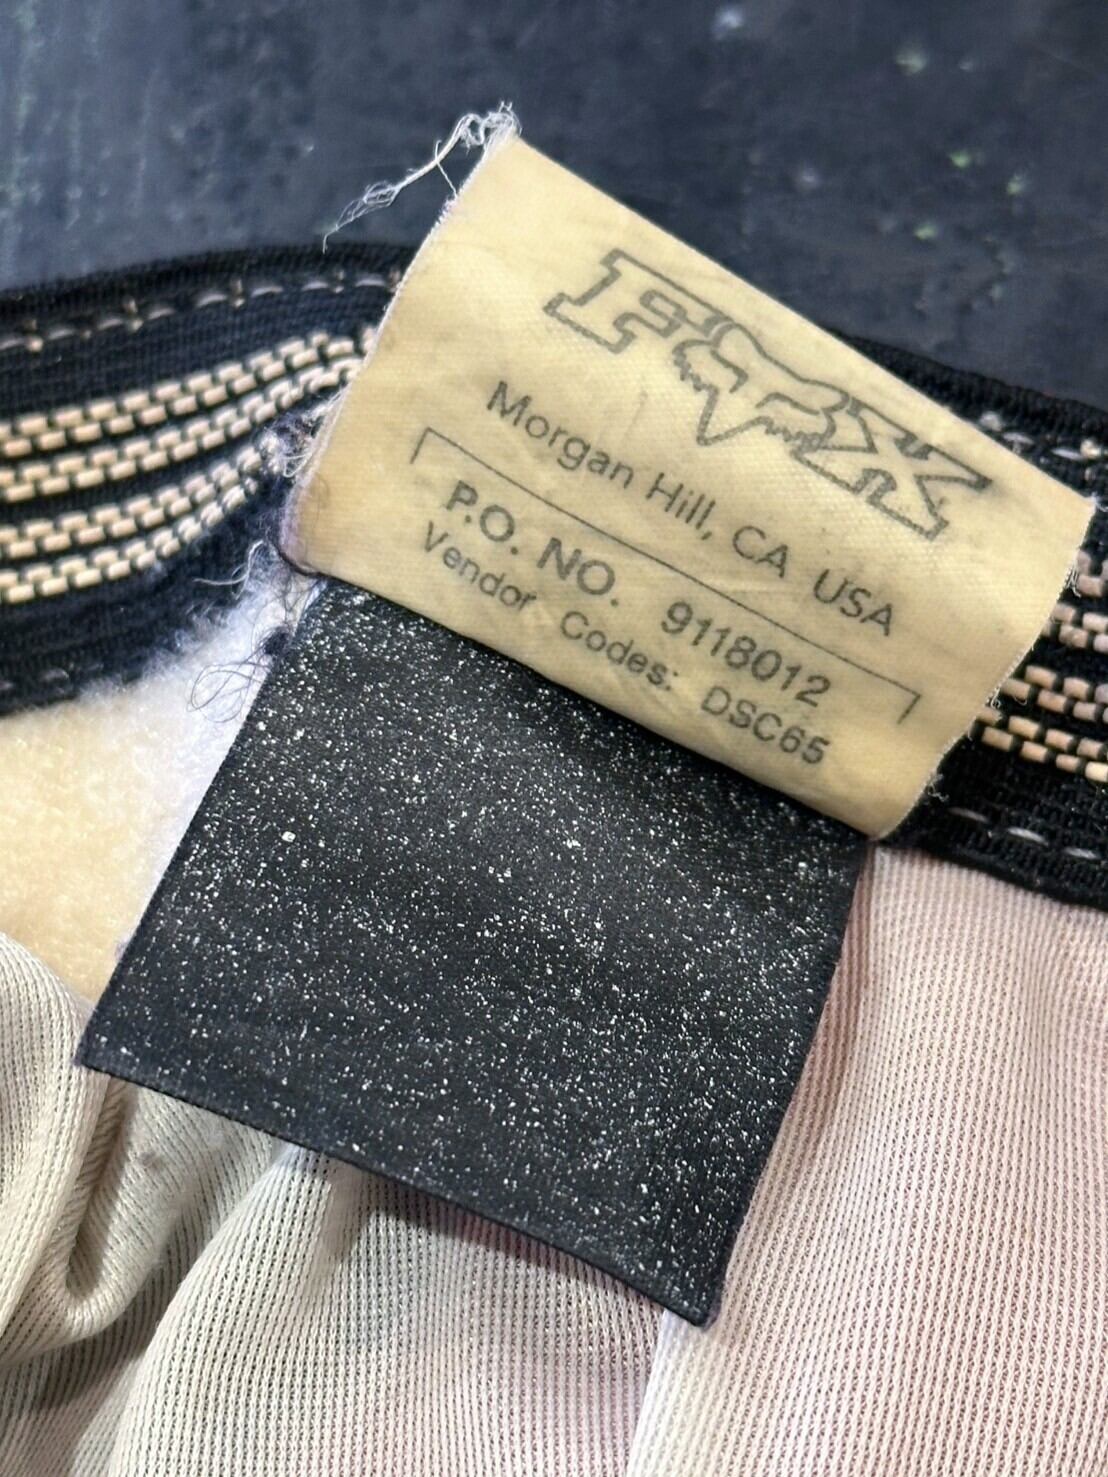 FOX
Morgan Hill, CA USA
P.O. NO. 9118012
Vendor Codes: DSC65